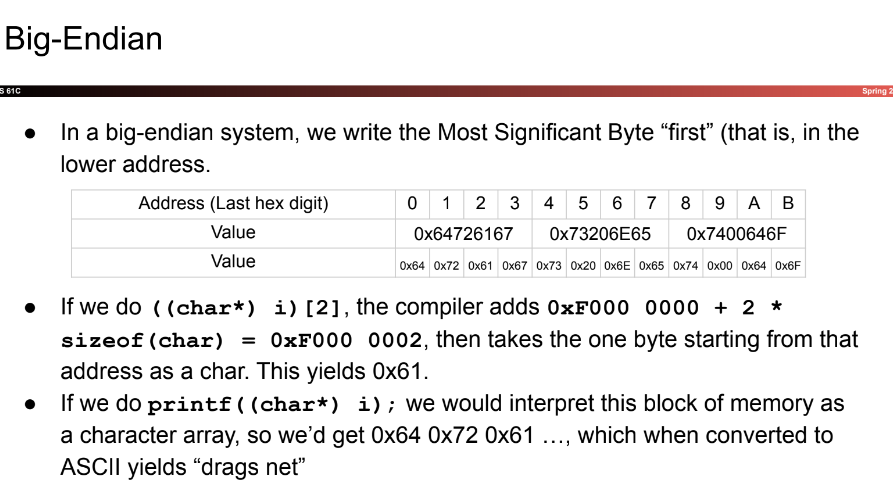 Big-Endian
S 61C
Spring 2
● In a big-endian system, we write the Most Significant Byte “first” (that is, in the
lower address.
Address (Last hex digit) 0 1 2 3 4 5 6 7 8 9 A B
Value 0x64726167 0x73206E65 0x7400646F
Value 0x64 0x72 0x61 0x67 0x73 0x20 0x6E 0x65 0x74 0x00 0x64 0x6F
● If we do ((char*) i)[2], the compiler adds 0xF000 0000 + 2 *
sizeof(char) = 0xF000 0002, then takes the one byte starting from that
address as a char. This yields 0x61.
● If we do printf((char*) i); we would interpret this block of memory as
a character array, so we’d get 0x64 0x72 0x61 …, which when converted to
ASCII yields “drags net”